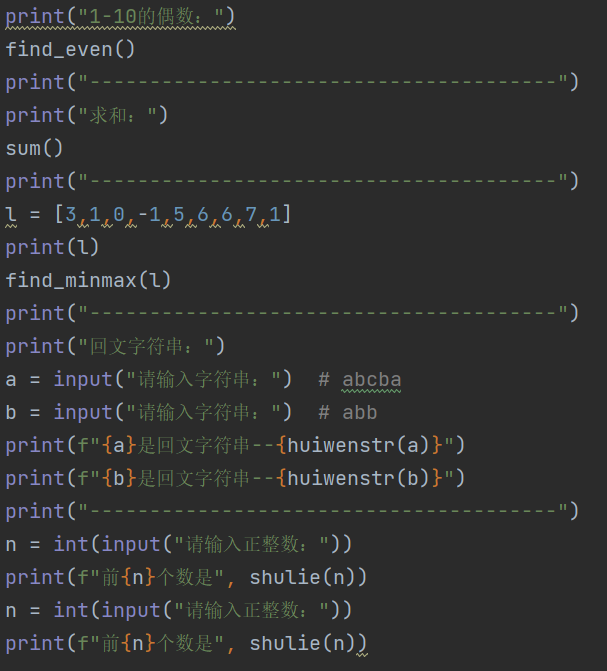 print("1-10的偶数：")
find_even()
print("---------------------------------------")
print("求和：")
sum()
print("---------------------------------------")
l = [3,1,0,-1,5,6,6,7,1]
print(l)
find_minmax(l)
print("---------------------------------------")
print("回文字符串：")
a = input("请输入字符串：")  # abcba
b = input("请输入字符串：")  # abb
print(f"{a}是回文字符串--{huiwenstr(a)}")
print(f"{b}是回文字符串--{huiwenstr(b)}")
print("---------------------------------------")
n = int(input("请输入正整数："))
print(f"前{n}个数是", shulie(n))
n = int(input("请输入正整数："))
print(f"前{n}个数是", shulie(n))